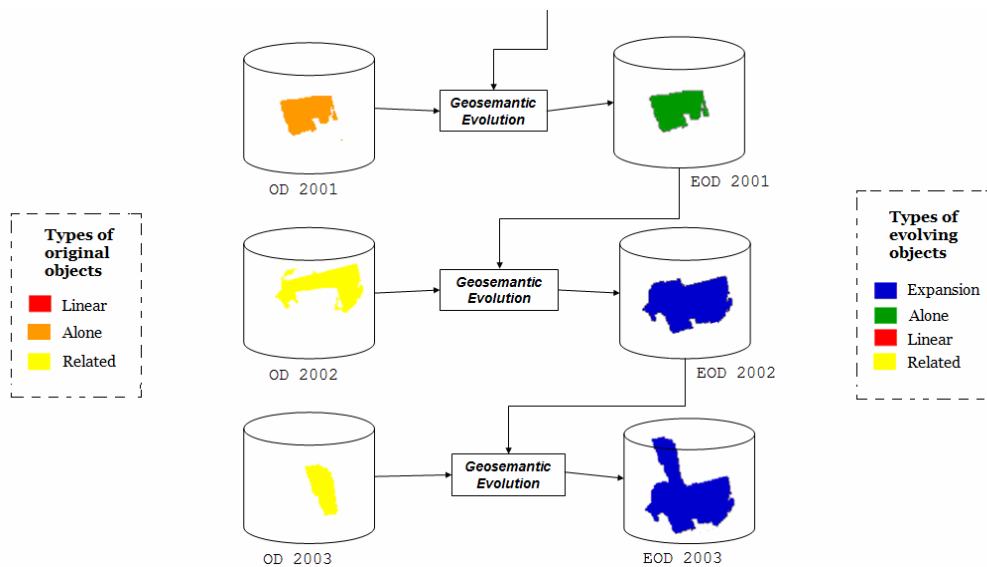 Geosemantic
Evolution
OD 2001
EOD 2001
Types of
original
objects
Linear
Alone
Related
Geosemantic
Evolution
OD 2002
EOD 2002
Types of
evolving
objects
Expansion
Alone
Linear
Related
Geosemantic
Evolution
OD 2003
EOD 2003